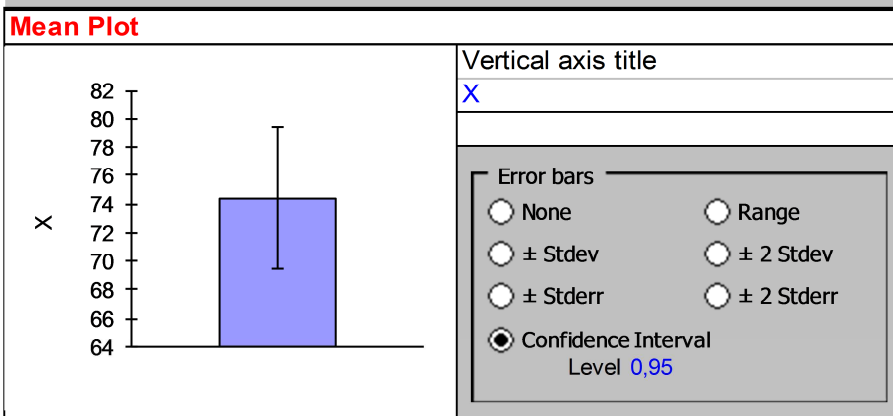 Mean Plot
Vertical axis title
X
82
80
78
76
74
72
70
68
66
64
X
Error bars
None
Range
± Stdev
± 2 Stdev
± Stderr
± 2 Stderr
Confidence Interval
Level 0,95